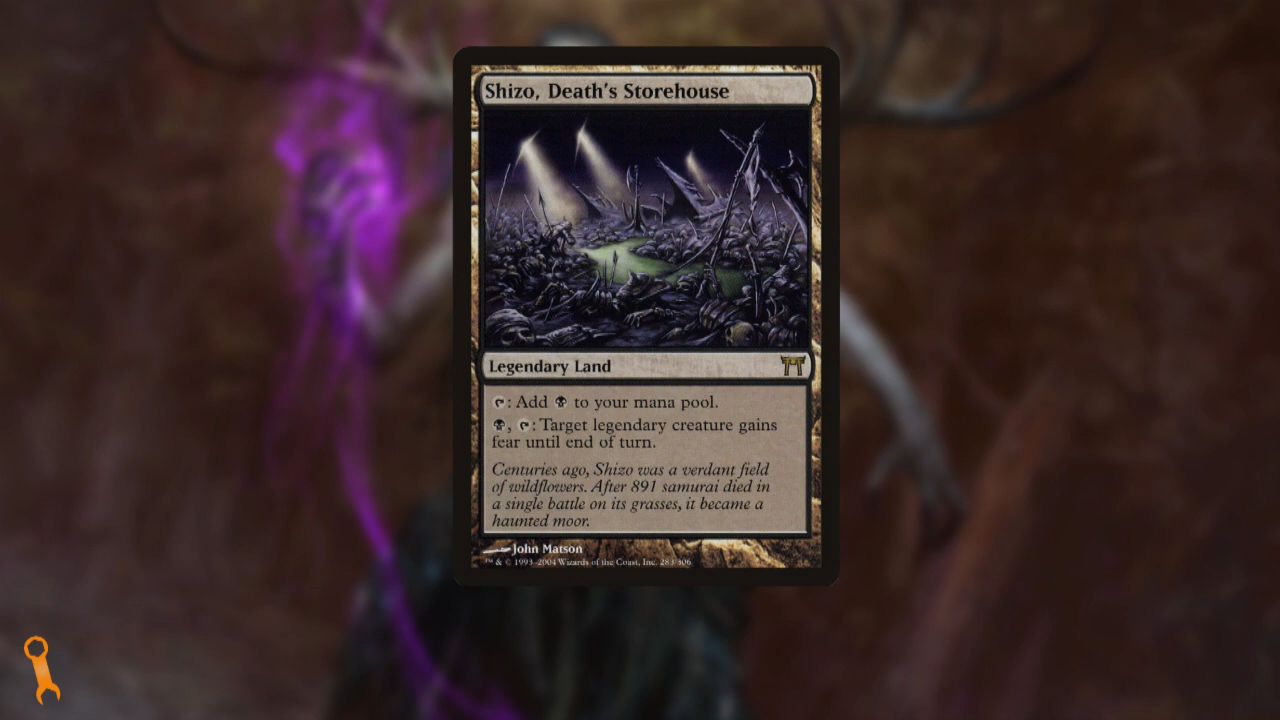 Shizo, Death's Storehouse
Legendary Land
: Add to your mana pool.
, : Target legendary creature gains
fear until end of turn.
Centuries ago, Shizo was a verdant field
of wildflowers. After 891 samurai died in
a single battle on its grasses, it became a
haunted moor.
John Matson
™ & © 1993–2004 Wizards of the Coast, Inc. 283/306